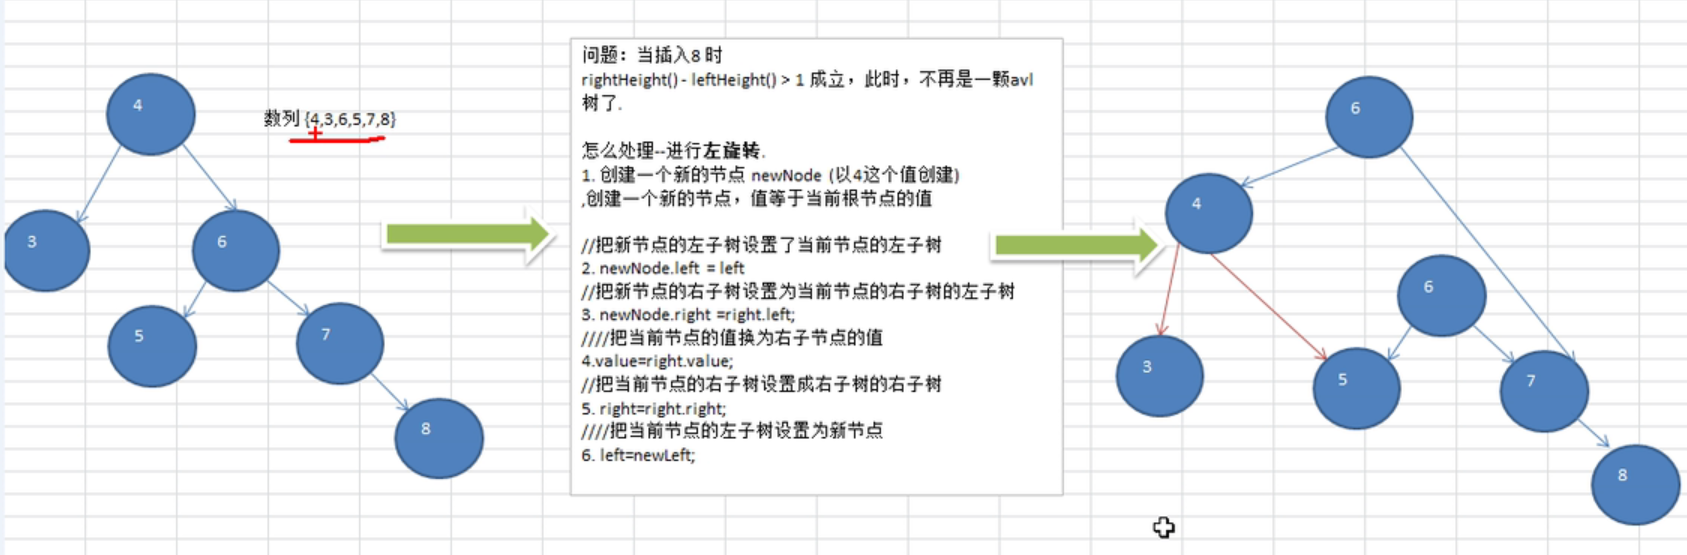 4
数列 {4,3,6,5,7,8}
3
6
5
7
8
问题：当插入8 时
rightHeight() - leftHeight() > 1 成立，此时，不再是一颗avl
树了.
怎么处理--进行左旋转.
1. 创建一个新的节点 newNode (以4这个值创建)
,创建一个新的节点，值等于当前根节点的值
//把新节点的左子树设置了当前节点的左子树
2. newNode.left = left
//把新节点的右子树设置为当前节点的右子树的左子树
3. newNode.right =right.left;
////把当前节点的值换为右子节点的值
4.value=right.value;
//把当前节点的右子树设置成右子树的右子树
5. right=right.right;
////把当前节点的左子树设置为新节点
6. left=newLeft;
6
4
6
3
5
7
8